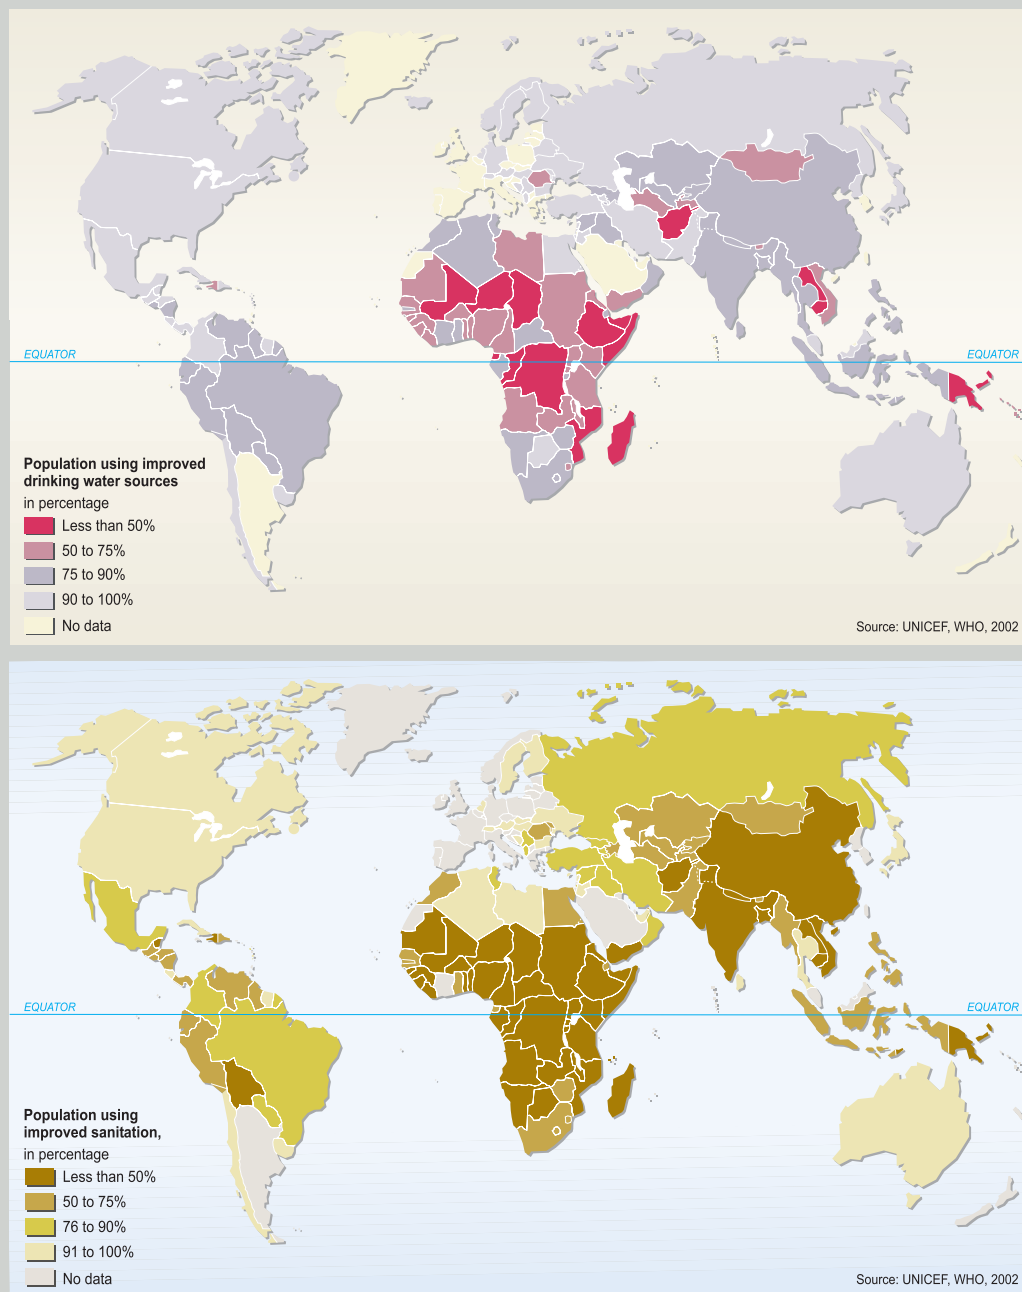 EQUATOR
EQUATOR
Population using improved
drinking water sources
in percentage
Less than 50%
50 to 75%
75 to 90%
90 to 100%
No data
Source: UNICEF, WHO, 2002
EQUATOR
EQUATOR
Population using
improved sanitation,
in percentage
Less than 50%
50 to 75%
76 to 90%
91 to 100%
No data
Source: UNICEF, WHO, 2002